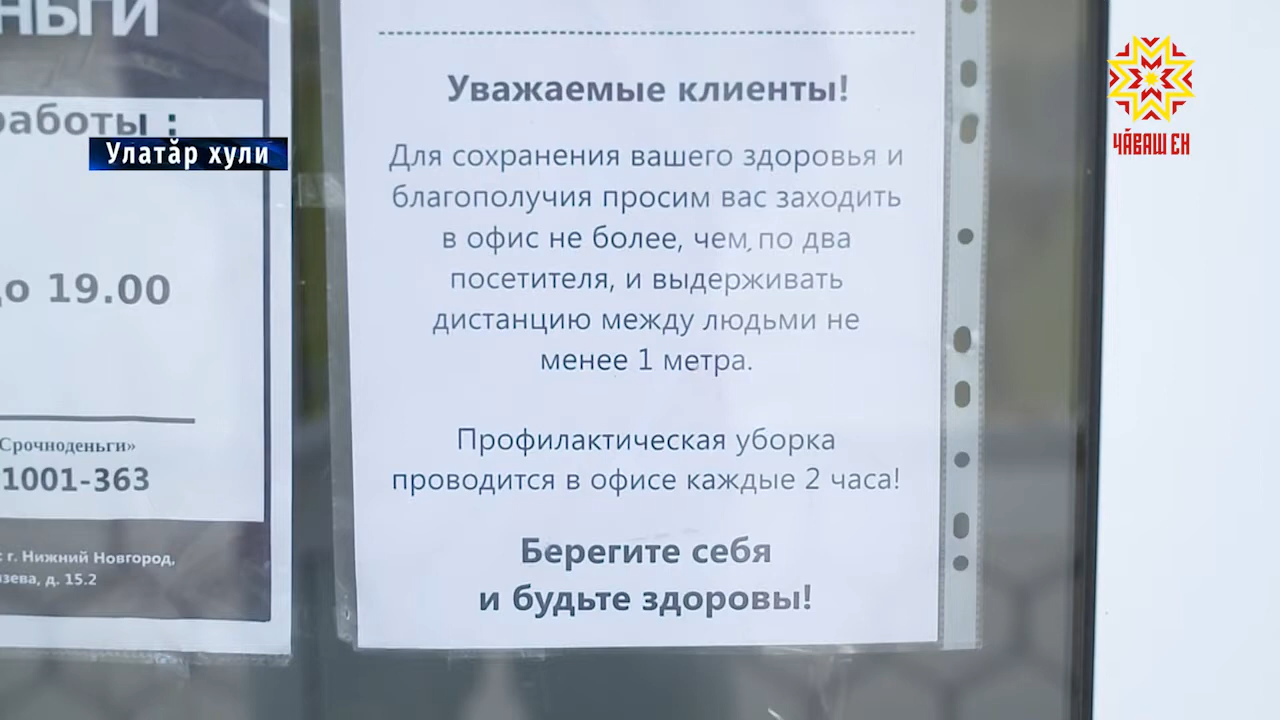 работы :
Улатӑр хули
до 19.00
Срочноденьги»
1001-363
г. Нижний Новгород,
д. 15.2
Уважаемые клиенты!
Для сохранения вашего здоровья и
благополучия просим вас заходить
в офис не более, чем, по два
посетителя, и выдерживать
дистанцию между людьми не
менее 1 метра.
Профилактическая уборка
проводится в офисе каждые 2 часа!
Берегите себя
и будьте здоровы!
ЧӐВАШ ЕН